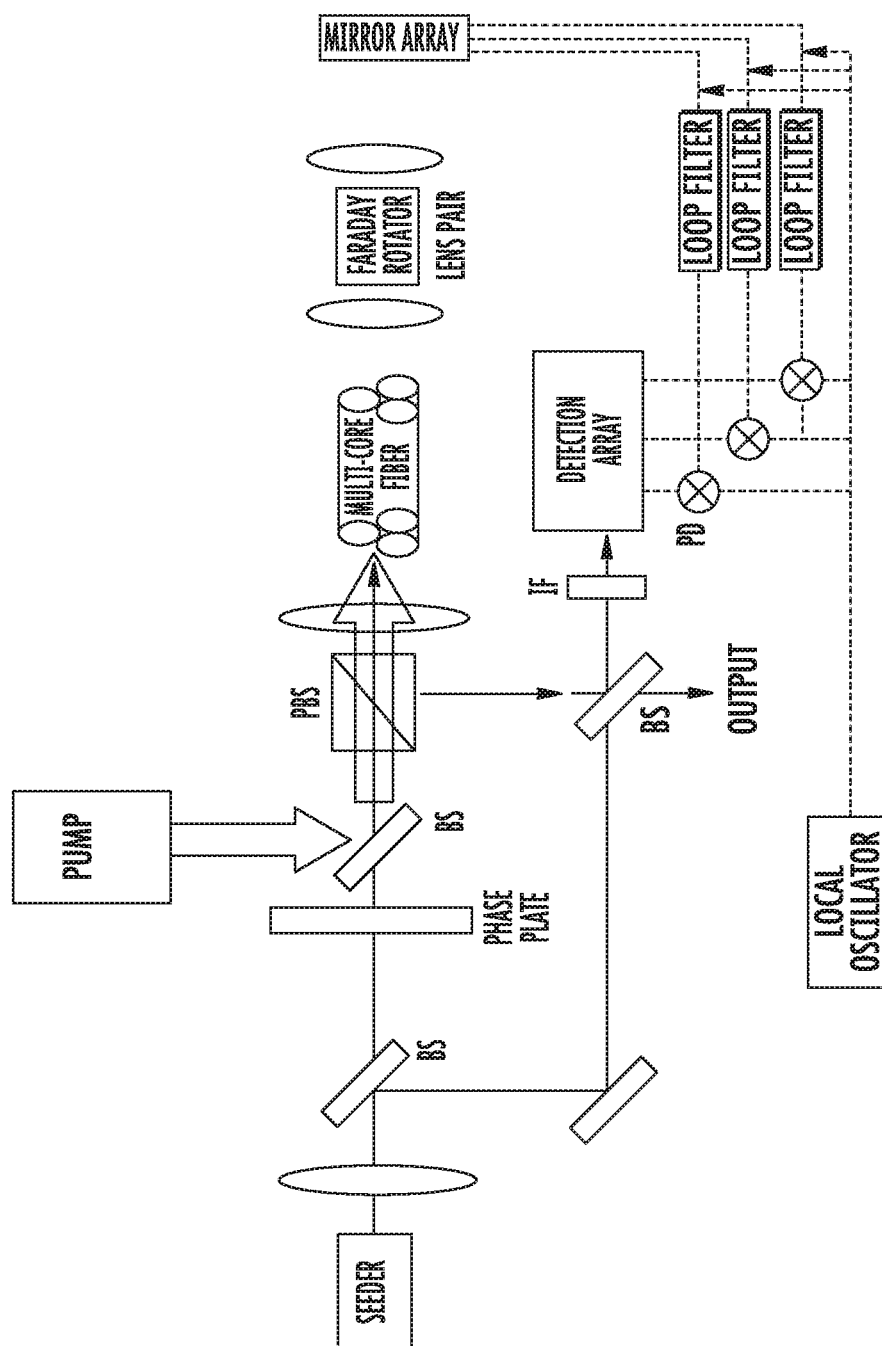 SEEDER
BS
PHASE
PLATE
PUMP
BS
PBS
MULTI-CORE
FIBER
FARADAY
ROTATOR
LENS PAIR
MIRROR ARRAY
BS
OUTPUT
IF
DETECTION
ARRAY
PD
LOOP FILTER
LOOP FILTER
LOOP FILTER
LOCAL
OSCILLATOR